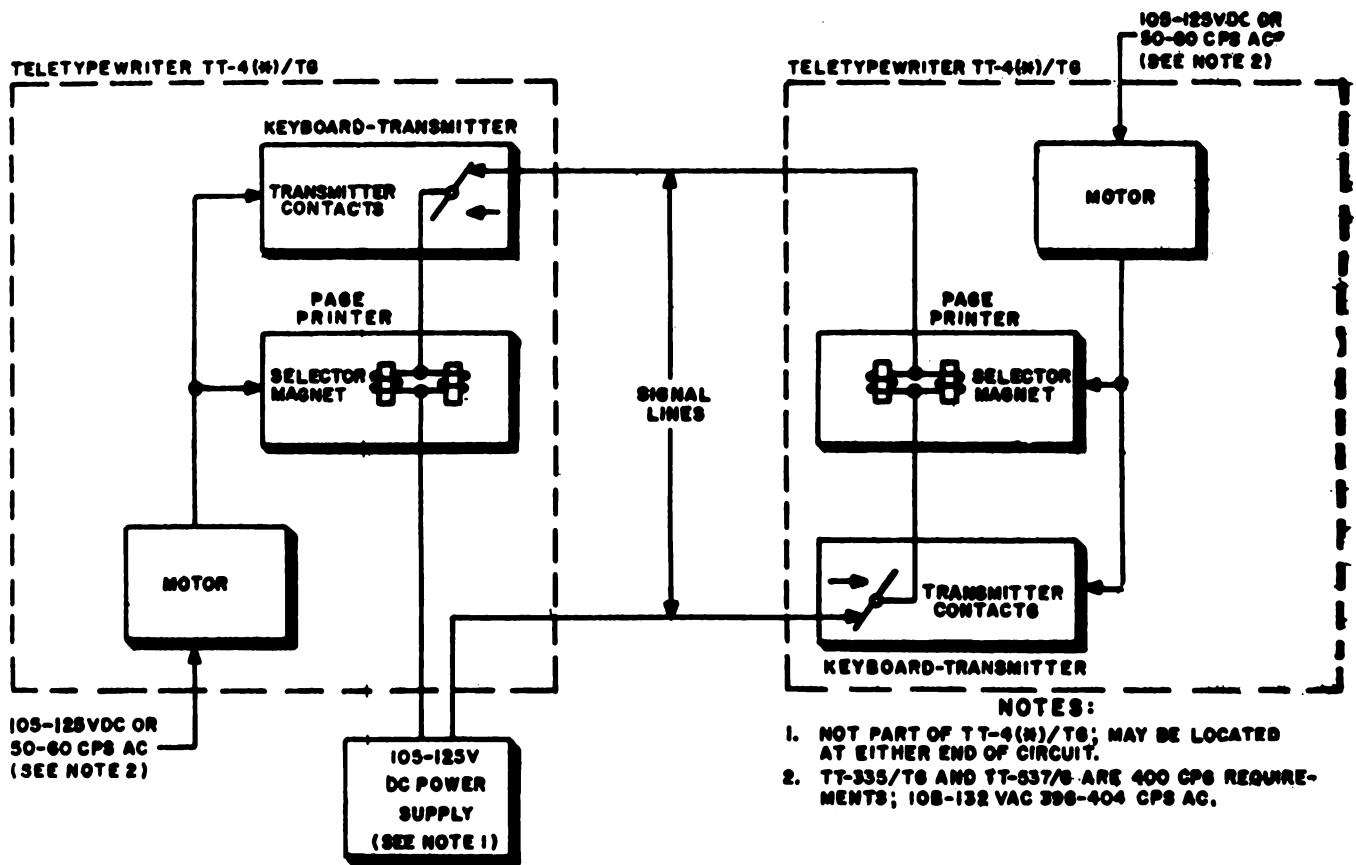 105-125VDC OR
50-60 CPS AC
(SEE NOTE 2)
TELETYPEWRITER TT-4(*)/TG
TELETYPEWRITER TT-4(*)/TG
KEYBOARD-TRANSMITTER
TRANSMITTER
CONTACTS
MOTOR
PAGE
PRINTER
SELECTOR
MAGNET
SIGNAL
LINES
PAGE
PRINTER
SELECTOR
MAGNET
MOTOR
TRANSMITTER
CONTACTS
KEYBOARD-TRANSMITTER
105-125VDC OR
50-60 CPS AC
(SEE NOTE 2)
105-125V
DC POWER
SUPPLY
(SEE NOTE 1)
NOTES:
1. NOT PART OF TT-4(*)/TG; MAY BE LOCATED
AT EITHER END OF CIRCUIT.
2. TT-335/TG AND TT-537/G ARE 400 CPS REQUIRE-
MENTS; 108-132 VAC 396-404 CPS AC.